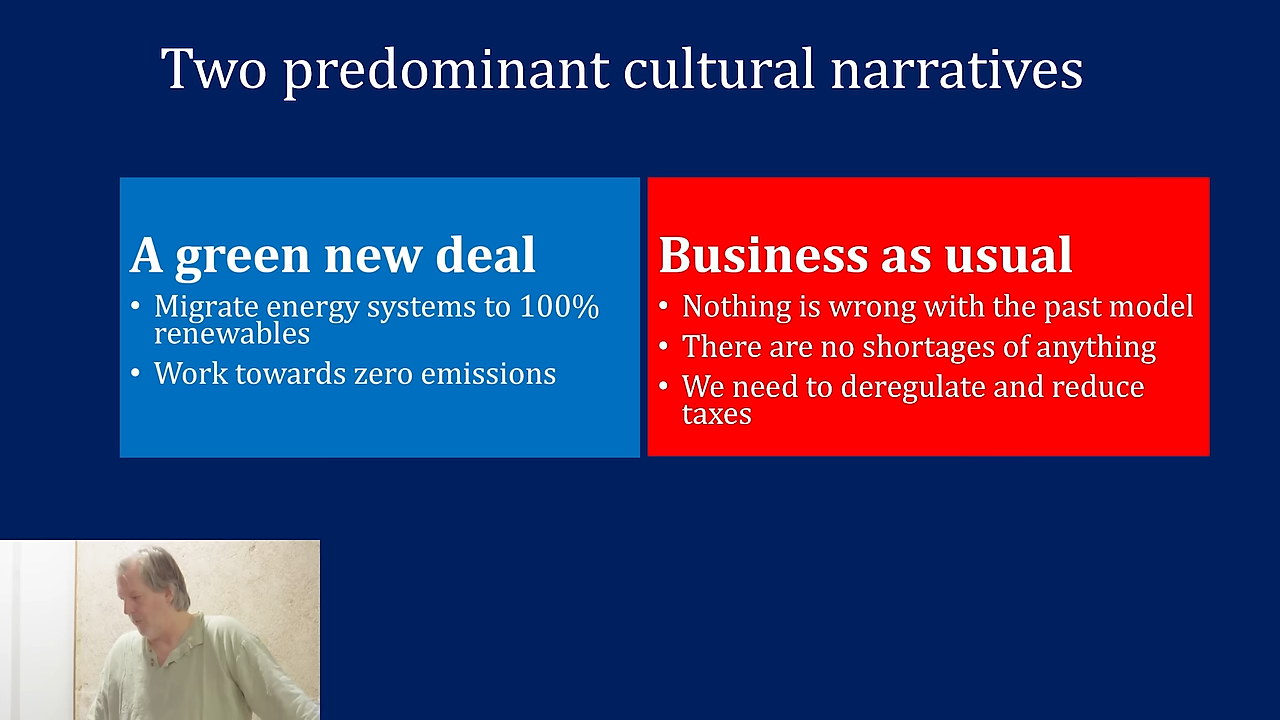 Two predominant cultural narratives
A green new deal
• Migrate energy systems to 100%
renewables
• Work towards zero emissions
Business as usual
• Nothing is wrong with the past model
• There are no shortages of anything
• We need to deregulate and reduce
taxes